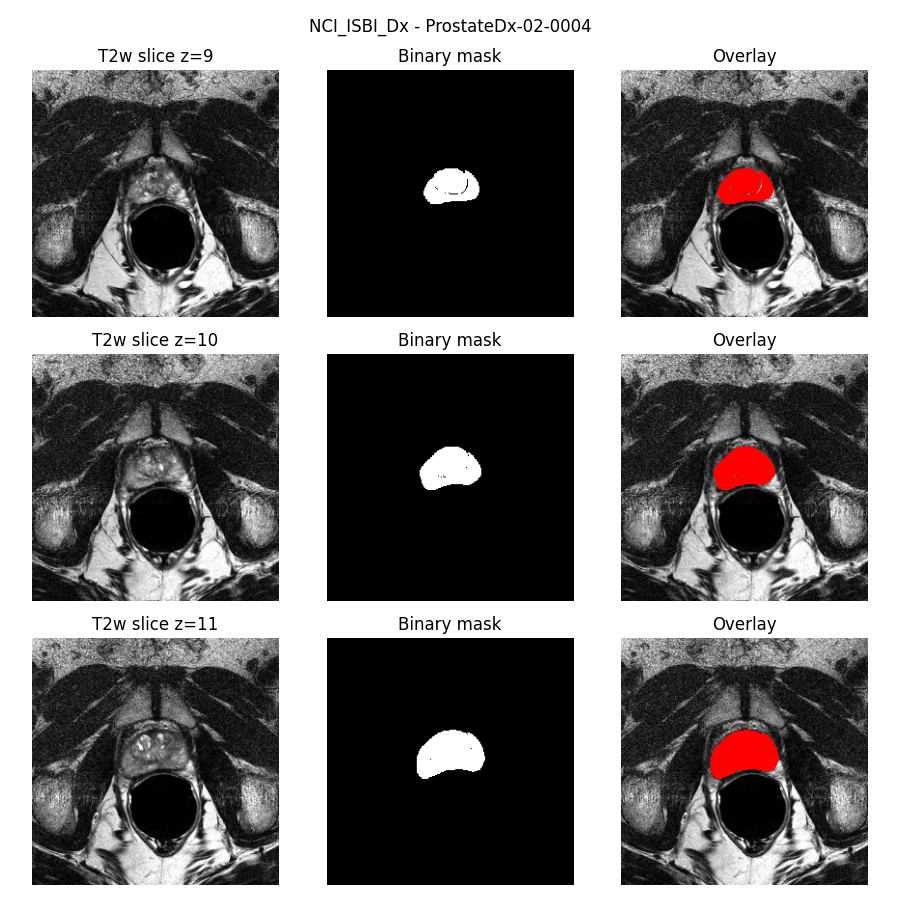 NCI_ISBI_Dx - ProstateDx-02-0004
T2w slice z=9 Binary mask Overlay
T2w slice z=10 Binary mask Overlay
T2w slice z=11 Binary mask Overlay